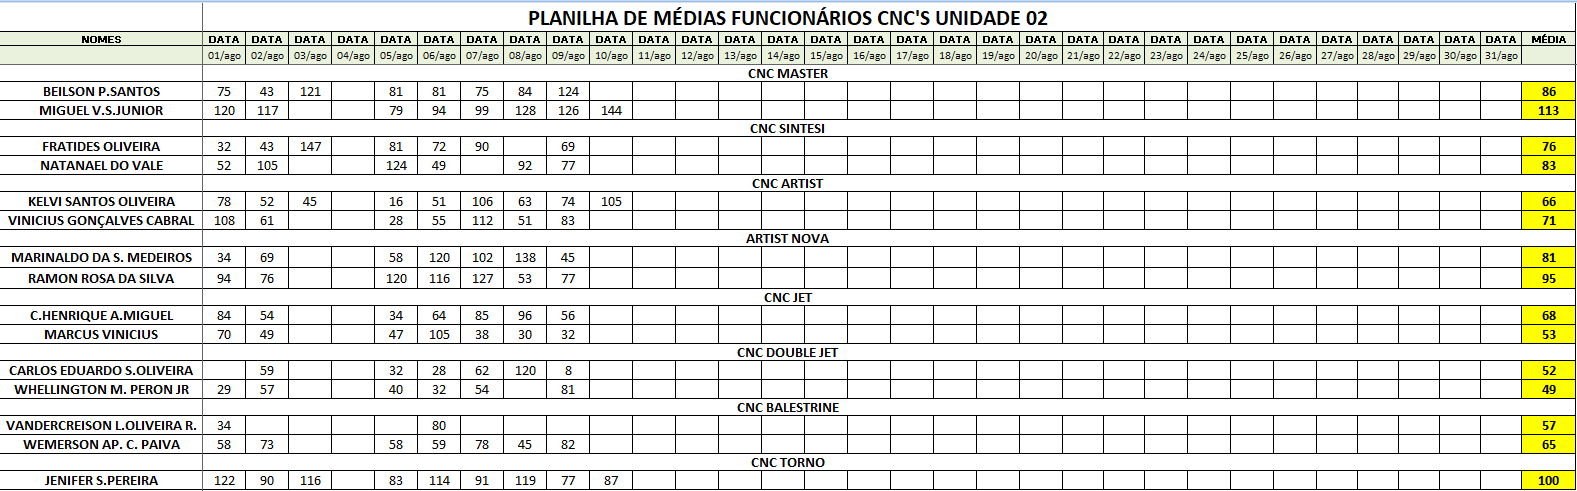 PLANILHA DE MÉDIAS FUNCIONÁRIOS CNC'S UNIDADE 02
NOMES DATA DATA DATA DATA DATA DATA DATA DATA DATA DATA DATA DATA DATA DATA DATA DATA DATA DATA DATA DATA DATA DATA DATA DATA DATA DATA DATA DATA DATA DATA DATA MÉDIA
01/ago 02/ago 03/ago 04/ago 05/ago 06/ago 07/ago 08/ago 09/ago 10/ago 11/ago 12/ago 13/ago 14/ago 15/ago 16/ago 17/ago 18/ago 19/ago 20/ago 21/ago 22/ago 23/ago 24/ago 25/ago 26/ago 27/ago 28/ago 29/ago 30/ago 31/ago
CNC MASTER
BEILSON P.SANTOS 75 43 121 81 81 75 84 124 86
MIGUEL V.S.JUNIOR 120 117 79 94 99 128 126 144 113
CNC SINTESI
FRATIDES OLIVEIRA 32 43 147 81 72 90 69 76
NATANAEL DO VALE 52 105 124 49 92 77 83
CNC ARTIST
KELVI SANTOS OLIVEIRA 78 52 45 16 51 106 63 74 105 66
VINICIUS GONÇALVES CABRAL 108 61 28 55 112 51 83 71
ARTIST NOVA
MARINALDO DA S. MEDEIROS 34 69 58 120 102 138 45 81
RAMON ROSA DA SILVA 94 76 120 116 127 53 77 95
CNC JET
C.HENRIQUE A.MIGUEL 84 54 34 64 85 96 56 68
MARCUS VINICIUS 70 49 47 105 38 30 32 53
CNC DOUBLE JET
CARLOS EDUARDO S.OLIVEIRA 59 32 28 62 120 8 52
WHELLINGTON M. PERON JR 29 57 40 32 54 81 49
CNC BALESTRINE
VANDERCREISON L.OLIVEIRA R. 34 80 57
WEMERSON AP. C. PAIVA 58 73 58 59 78 45 82 65
CNC TORNO
JENIFER S.PEREIRA 122 90 116 83 114 91 119 77 87 100